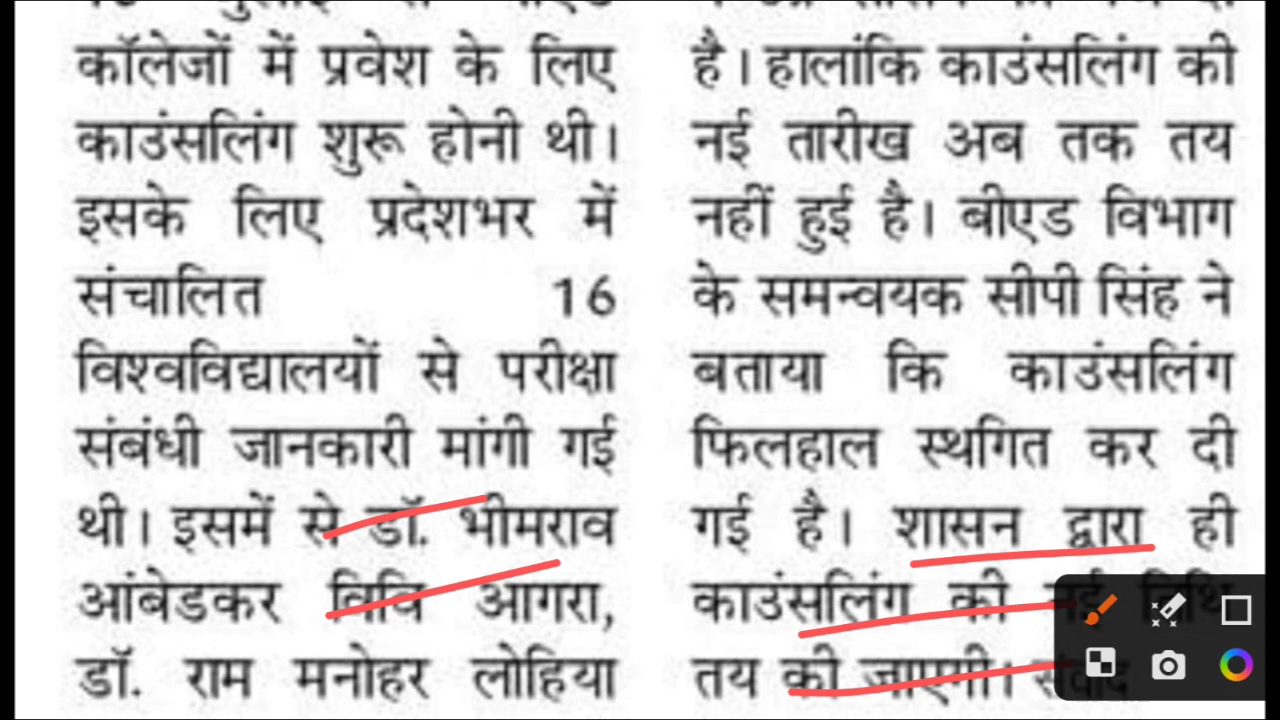 कॉलेजों में प्रवेश के लिए
काउंसलिंग शुरू होनी थी।
इसके लिए प्रदेशभर में
संचालित 16
विश्वविद्यालयों से परीक्षा
संबंधी जानकारी मांगी गई
थी। इसमें से डॉ. भीमराव
आंबेडकर विवि आगरा,
डॉ. राम मनोहर लोहिया
है। हालांकि काउंसलिंग की
नई तारीख अब तक तय
नहीं हुई है। बीएड विभाग
के समन्वयक सीपी सिंह ने
बताया कि काउंसलिंग
फिलहाल स्थगित कर दी
गई है। शासन द्वारा ही
काउंसलिंग की नई तिथि
तय की जाएगी। संवाद